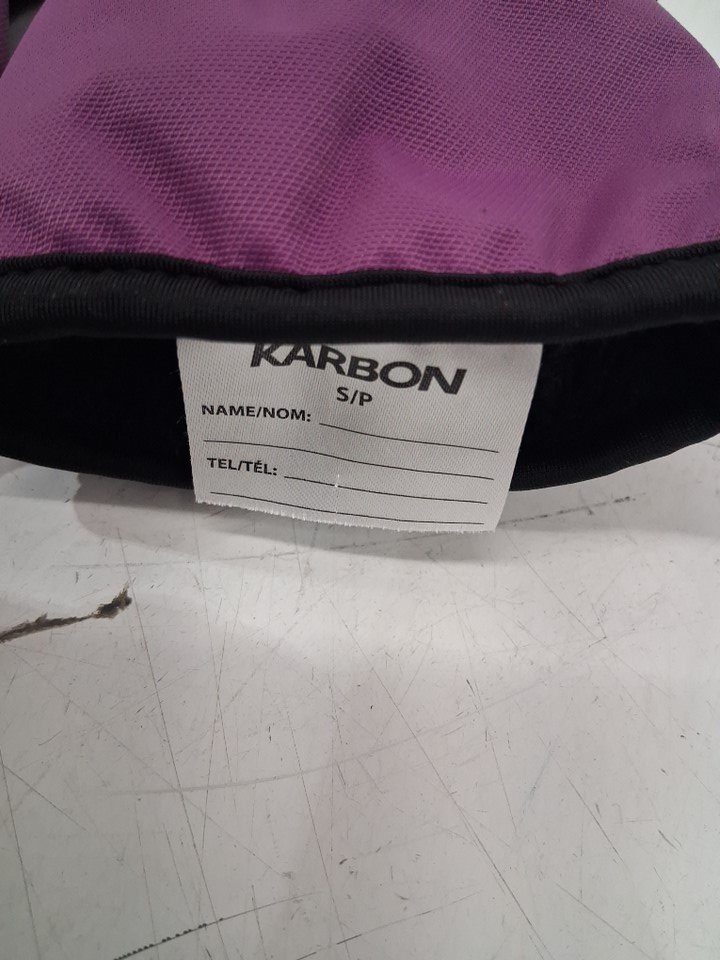 KARBON
S/P
NAME/NOM:
TEL/TÉL: